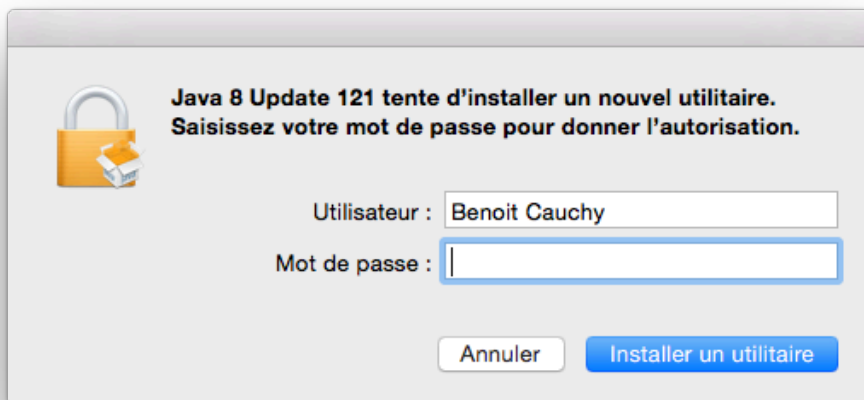 Java 8 Update 121 tente d’installer un nouvel utilitaire.
Saisissez votre mot de passe pour donner l’autorisation.
Utilisateur : Benoit Cauchy
Mot de passe :
Annuler Installer un utilitaire